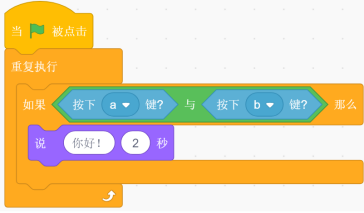 当 被点击
重复执行
如果 按下 a 键? 与 按下 b 键? 那么
说 你好! 2 秒